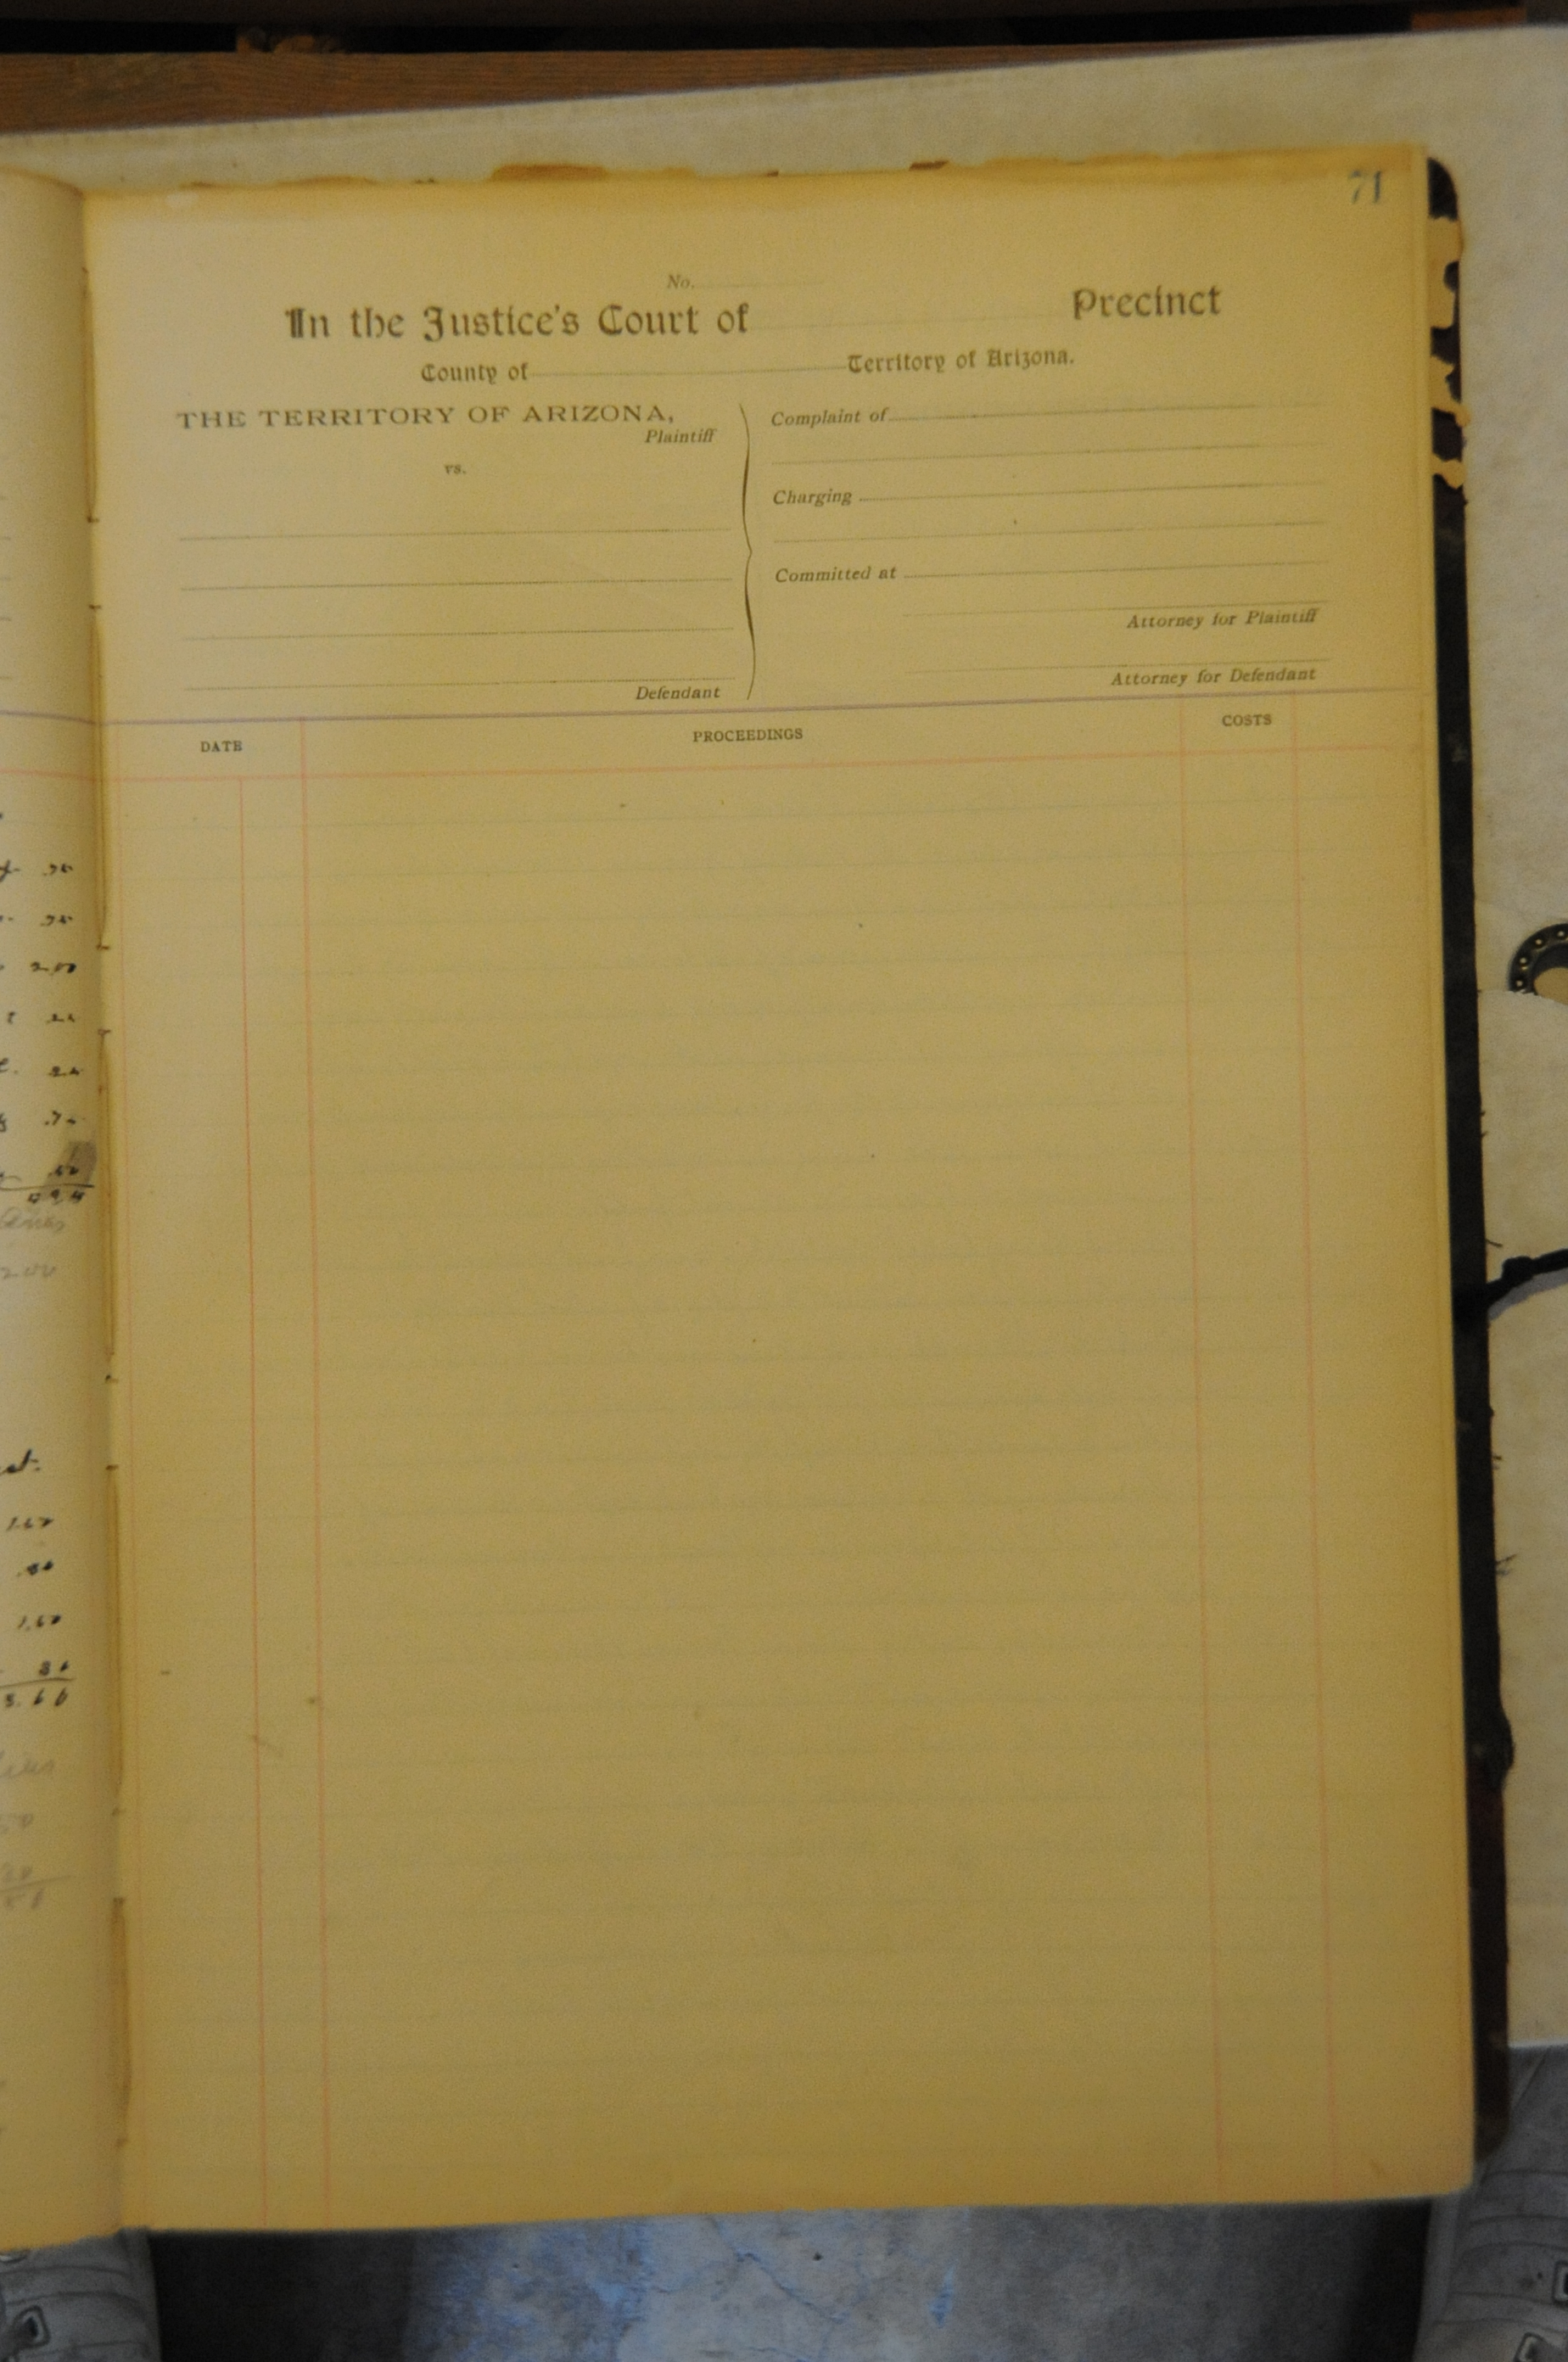 71
No.
In the Justice's Court of Precinct
County of Territory of Arizona.
THE TERRITORY OF ARIZONA,
Plaintiff
vs.
Defendant
Complaint of
Charging
Committed at
Attorney for Plaintiff
Attorney for Defendant
DATE PROCEEDINGS COSTS